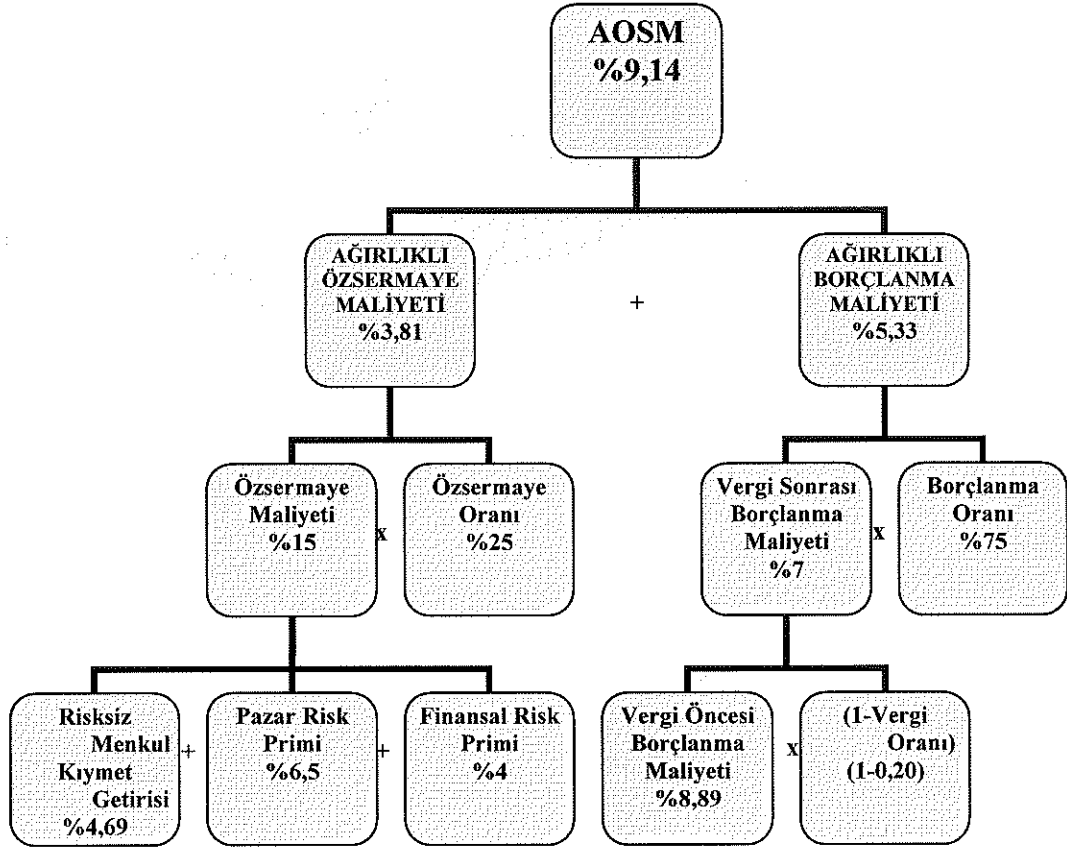 AOSM
%9,14
AĞIRLIKLI
ÖZSERMAYE
MALİYETİ
%3,81
+
AĞIRLIKLI
BORÇLANMA
MALİYETİ
%5,33
Özsermaye
Maliyeti
%15
x
Özsermaye
Oranı
%25
Vergi Sonrası
Borçlanma
Maliyeti
%7
x
Borçlanma
Oranı
%75
Risksiz
Menkul
Kıymet
Getirisi
%4,69
+
Pazar Risk
Primi
%6,5
+
Finansal Risk
Primi
%4
Vergi Öncesi
Borçlanma
Maliyeti
%8,89
x
(1-Vergi
Oranı)
(1-0,20)